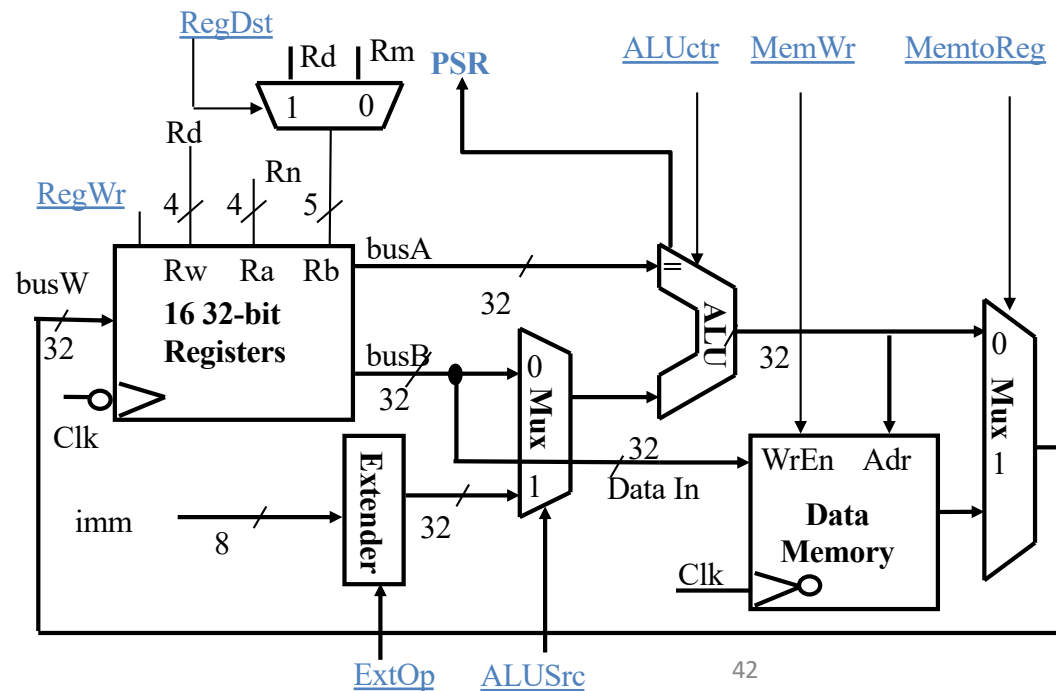 RegDst
Rd Rm
PSR
ALUctr MemWr MemtoReg
1 0
Rd
Rn
RegWr
4 4 5
busA
Rw Ra Rb
=
busW
32
16 32-bit
Registers
32
ALU
32
0
Mux
1
busB
32
0
Mux
1
Clk
32
Data In
WrEn Adr
Data
Memory
Clk
imm
8
Extender
32
ExtOp ALUSrc
42